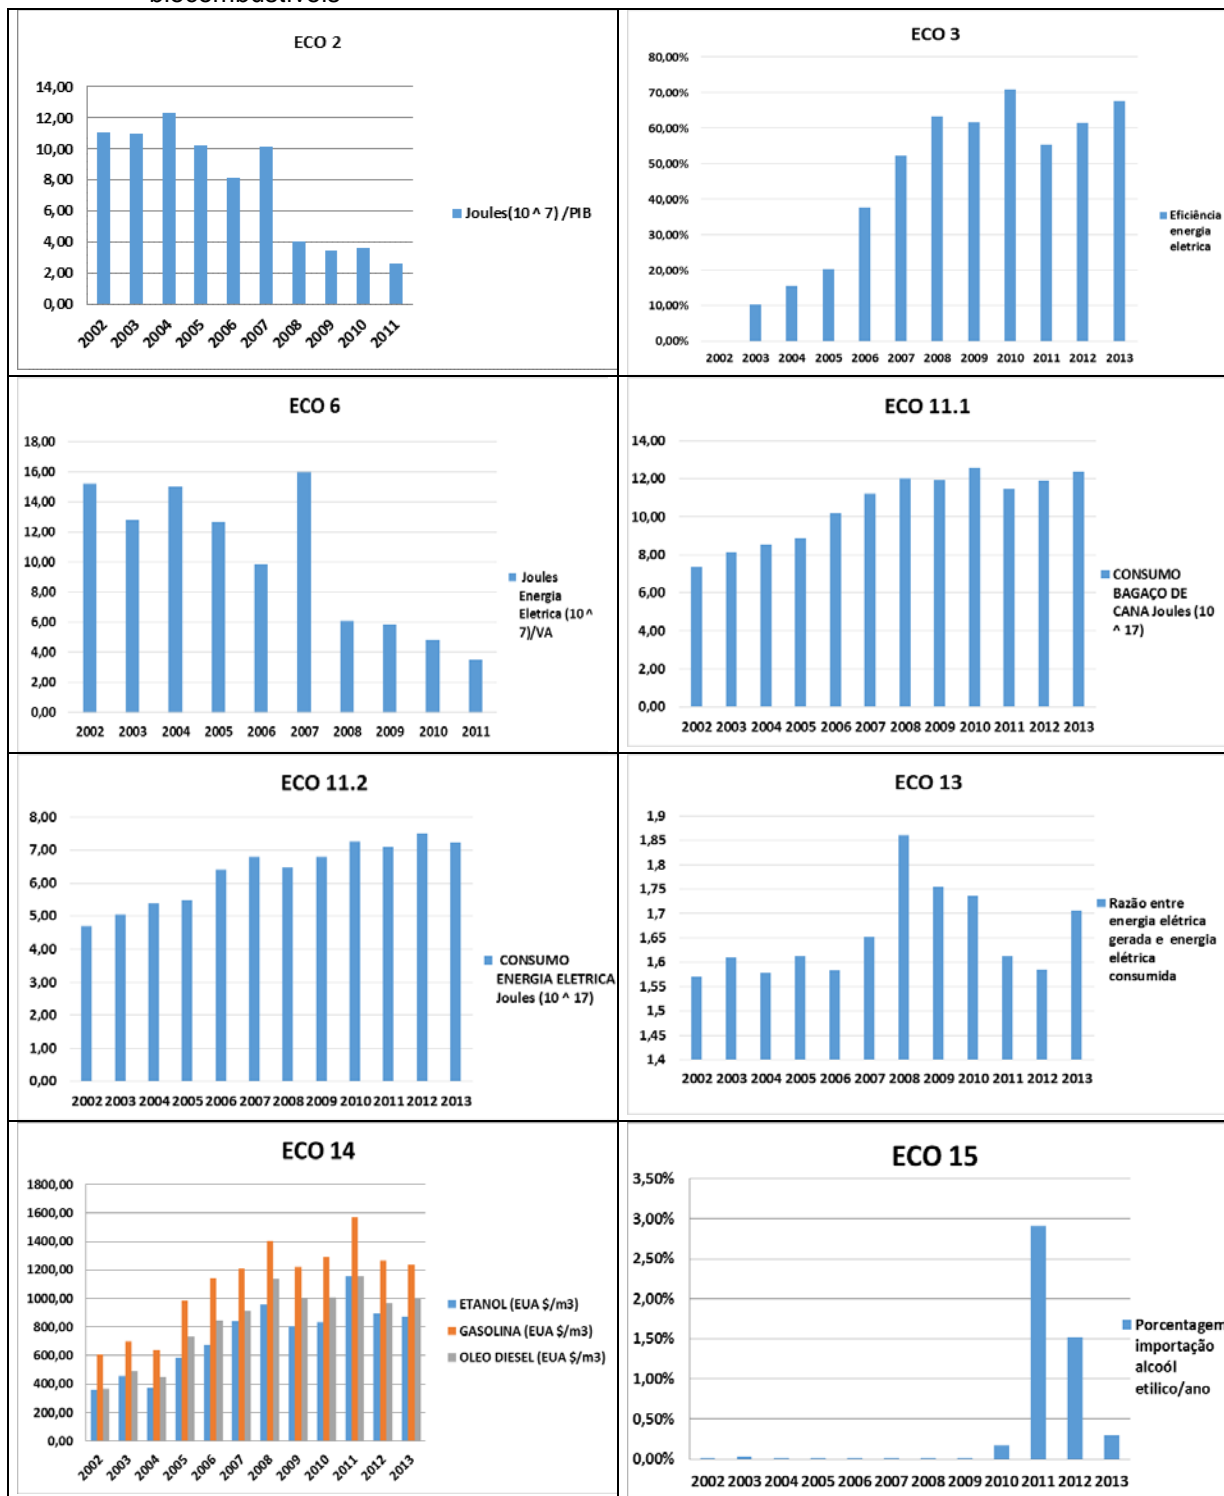 biocombustíveis
ECO 2
14,00
12,00
10,00
8,00
6,00
4,00
2,00
0,00
2002 2003 2004 2005 2006 2007 2008 2009 2010 2011
Joules(10 ^ 7) /PIB
ECO 3
80,00%
70,00%
60,00%
50,00%
40,00%
30,00%
20,00%
10,00%
0,00%
2002 2003 2004 2005 2006 2007 2008 2009 2010 2011 2012 2013
Eficiência
energia
eletrica
ECO 6
18,00
16,00
14,00
12,00
10,00
8,00
6,00
4,00
2,00
0,00
2002 2003 2004 2005 2006 2007 2008 2009 2010 2011
Joules
Energia
Eletrica (10 ^
7)/VA
ECO 11.1
14,00
12,00
10,00
8,00
6,00
4,00
2,00
0,00
2002 2003 2004 2005 2006 2007 2008 2009 2010 2011 2012 2013
CONSUMO
BAGAÇO DE
CANA Joules (10
^ 17)
ECO 11.2
8,00
7,00
6,00
5,00
4,00
3,00
2,00
1,00
0,00
2002 2003 2004 2005 2006 2007 2008 2009 2010 2011 2012 2013
CONSUMO
ENERGIA ELETRICA
Joules (10 ^ 17)
ECO 13
1,9
1,85
1,8
1,75
1,7
1,65
1,6
1,55
1,5
1,45
1,4
2002 2003 2004 2005 2006 2007 2008 2009 2010 2011 2012 2013
Razão entre
energia elétrica
gerada e energia
elétrica
consumida
ECO 14
1800,00
1600,00
1400,00
1200,00
1000,00
800,00
600,00
400,00
200,00
0,00
2002 2003 2004 2005 2006 2007 2008 2009 2010 2011 2012 2013
ETANOL (EUA $/m3)
GASOLINA (EUA $/m3)
OLEO DIESEL (EUA $/m3)
ECO 15
3,50%
3,00%
2,50%
2,00%
1,50%
1,00%
0,50%
0,00%
2002 2003 2004 2005 2006 2007 2008 2009 2010 2011 2012 2013
Porcentagem
importação
alcoól
etilico/ano